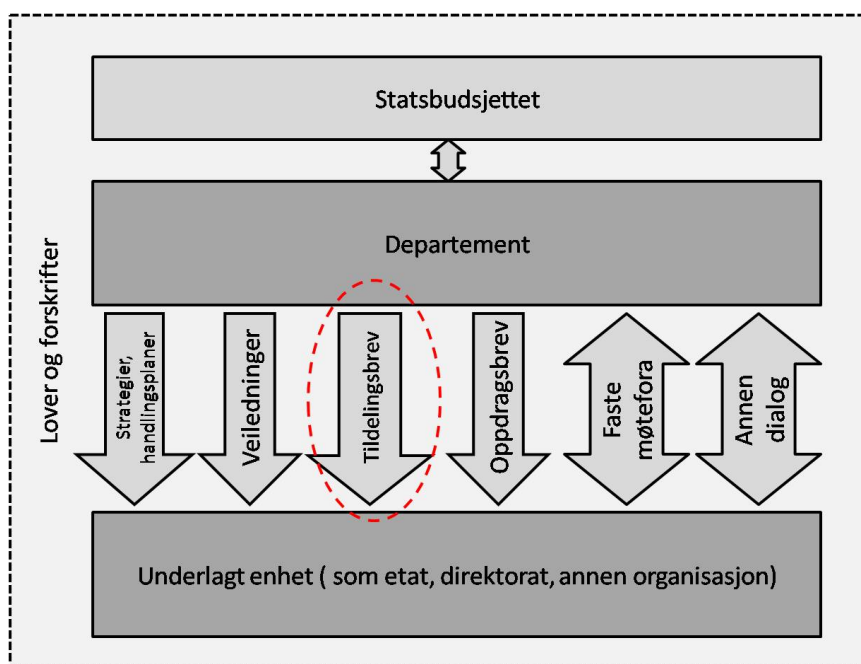 Statsbudsjettet
Departement
Lover og forskrifter
Strategier,
handlingsplaner
Veiledninger
Tildelingsbrev
Oppdragsbrev
Faste
møtefora
Annen
dialog
Underlagt enhet ( som etat, direktorat, annen organisasjon)